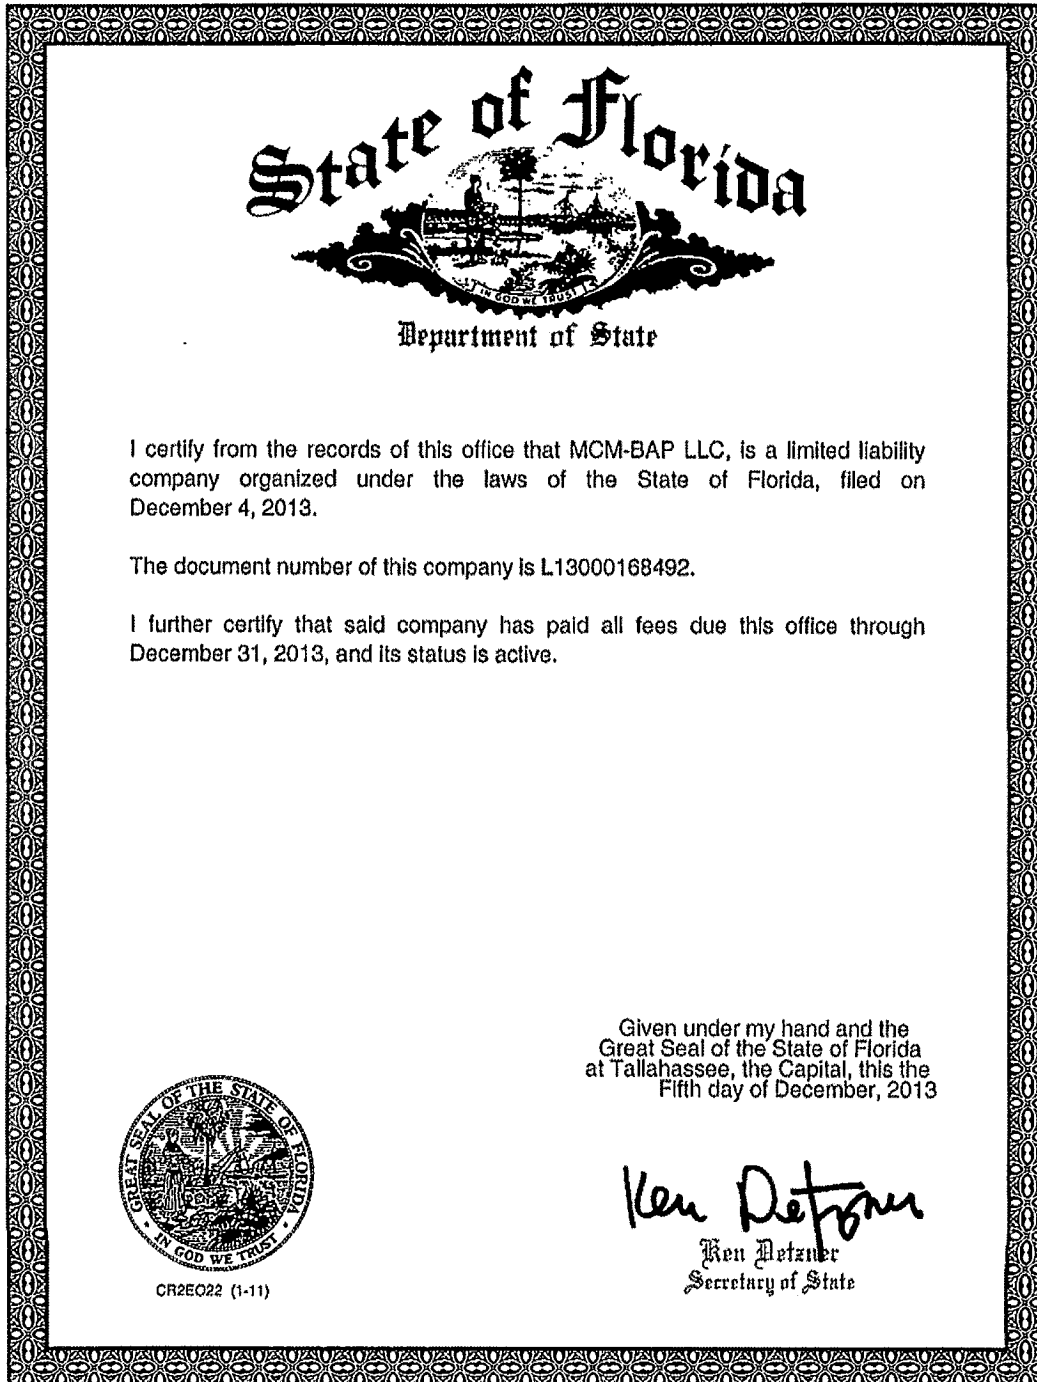 State of Florida
IN GOD WE TRUST
Department of State
I certify from the records of this office that MCM-BAP LLC, is a limited liability
company organized under the laws of the State of Florida, filed on
December 4, 2013.
The document number of this company is L13000168492.
I further certify that said company has paid all fees due this office through
December 31, 2013, and its status is active.
Given under my hand and the
Great Seal of the State of Florida
at Tallahassee, the Capital, this the
Fifth day of December, 2013
GREAT SEAL OF THE STATE OF FLORIDA
IN GOD WE TRUST
CR2EO22 (1-11)
Ken Detzner
Ken Detzner
Secretary of State